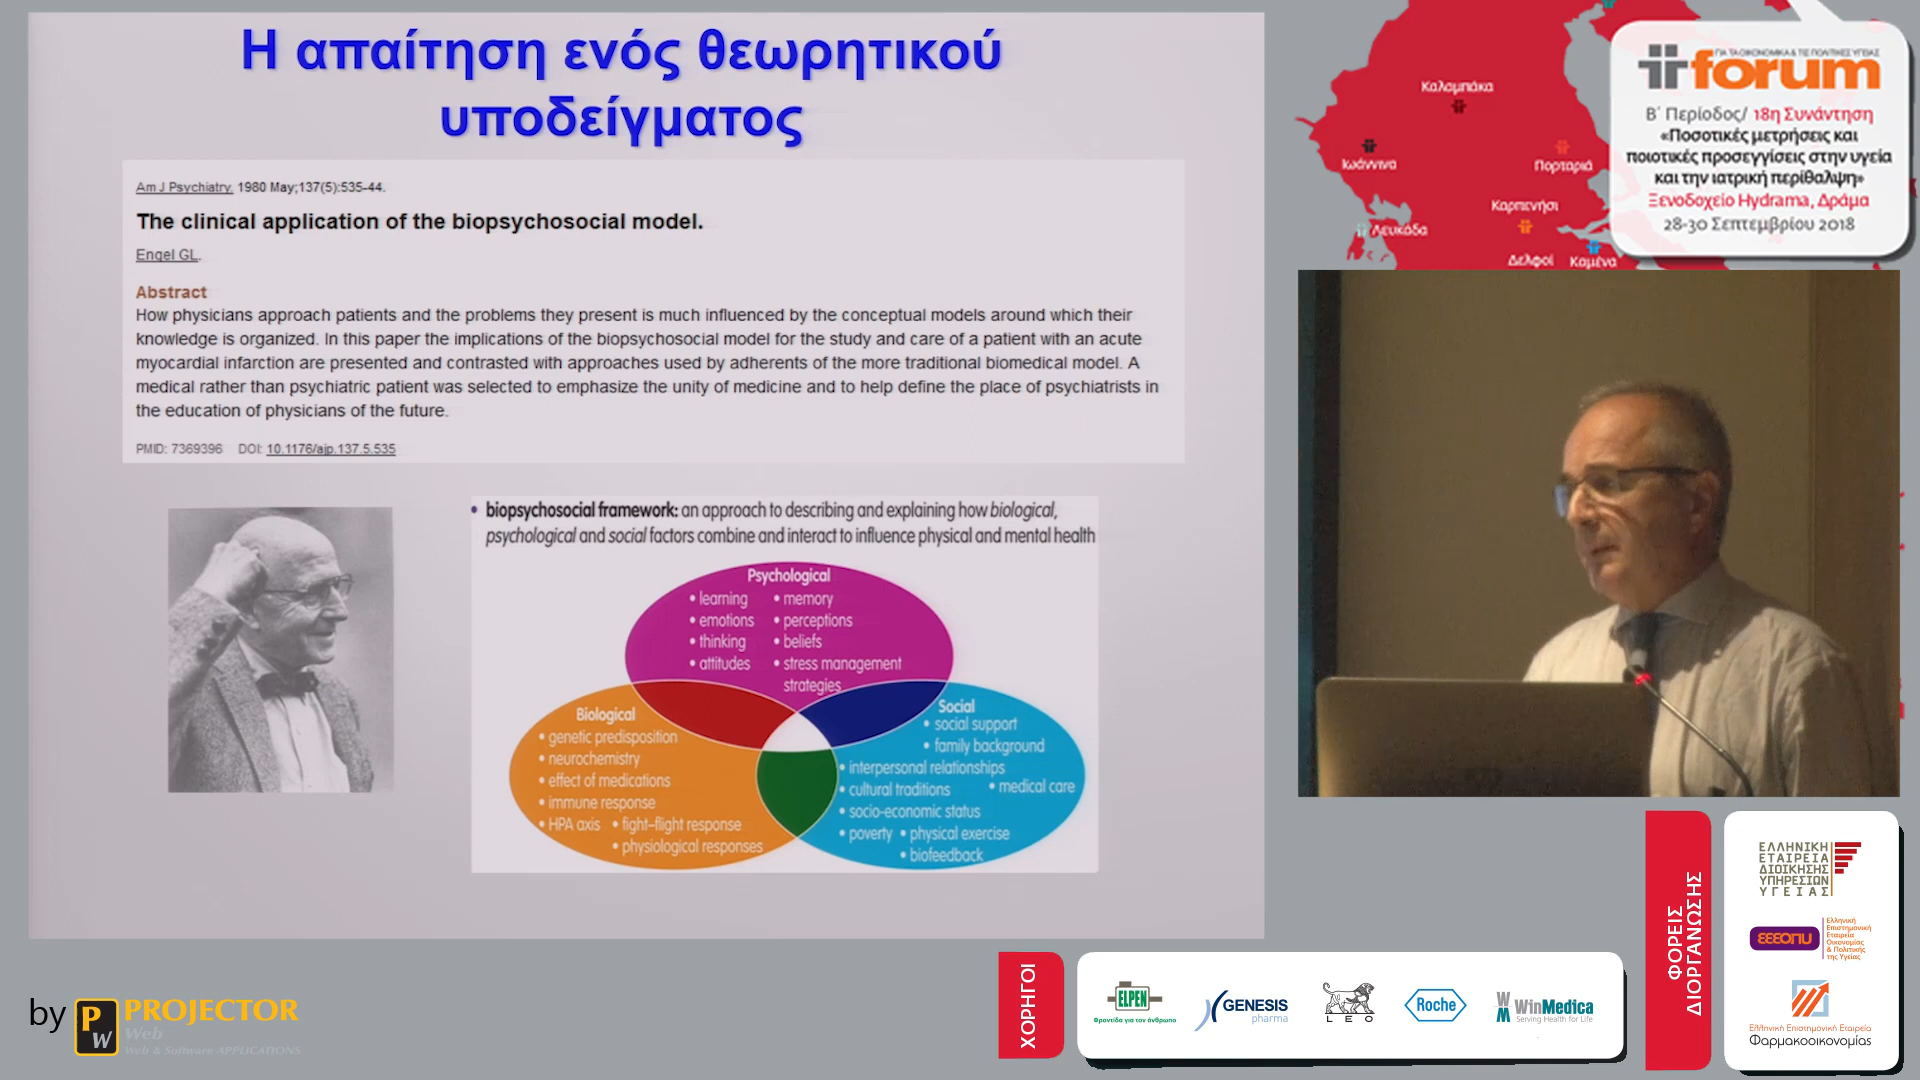 Η απαίτηση ενός θεωρητικού
υποδείγματος
Am J Psychiatry. 1980 May;137(5):535-44.
The clinical application of the biopsychosocial model.
Engel GL.
Abstract
How physicians approach patients and the problems they present is much influenced by the conceptual models around which their
knowledge is organized. In this paper the implications of the biopsychosocial model for the study and care of a patient with an acute
myocardial infarction are presented and contrasted with approaches used by adherents of the more traditional biomedical model. A
medical rather than psychiatric patient was selected to emphasize the unity of medicine and to help define the place of psychiatrists in
the education of physicians of the future.
PMID: 7369396 DOI: 10.1176/ajp.137.5.535
• biopsychosocial framework: an approach to describing and explaining how biological,
psychological and social factors combine and interact to influence physical and mental health
Psychological
• learning • memory
• emotions • perceptions
• thinking • beliefs
• attitudes • stress management
strategies
Biological
• genetic predisposition
• neurochemistry
• effect of medications
• immune response
• HPA axis • fight–flight response
• physiological responses
Social
• social support
• family background
• interpersonal relationships
• cultural traditions • medical care
• socio-economic status
• poverty • physical exercise
• biofeedback
Καλαμπάκα
Ιωάννινα
Πορταριά
Καρπενήσι
Λευκάδα
Δελφοί Καμένα
ΓΙΑ ΤΑ ΟΙΚΟΝΟΜΙΚΑ & ΤΙΣ ΠΟΛΙΤΙΚΕΣ ΥΓΕΙΑΣ
forum
Β΄ Περίοδος/ 18η Συνάντηση
«Ποσοτικές μετρήσεις και
ποιοτικές προσεγγίσεις στην υγεία
και την ιατρική περίθαλψη»
Ξενοδοχείο Hydrama, Δράμα
28-30 Σεπτεμβρίου 2018
ΦΟΡΕΙΣ
ΔΙΟΡΓΑΝΩΣΗΣ
ΕΛΛΗΝΙΚΗ
ΕΤΑΙΡΕΙΑ
ΔΙΟΙΚΗΣΗΣ
ΥΠΗΡΕΣΙΩΝ
ΥΓΕΙΑΣ
εεεοπυ
Ελληνική
Επιστημονική
Εταιρεία
Οικονομίας
& Πολιτικής
της Υγείας
Ελληνική Επιστημονική Εταιρεία
Φαρμακοοικονομίας
ΧΟΡΗΓΟΙ
ELPEN
Φροντίδα για τον άνθρωπο
GENESIS
pharma
LEO
Roche
WM WinMedica
Serving Health for Life
by PW PROJECTOR
Web
Web & Software APPLICATIONS